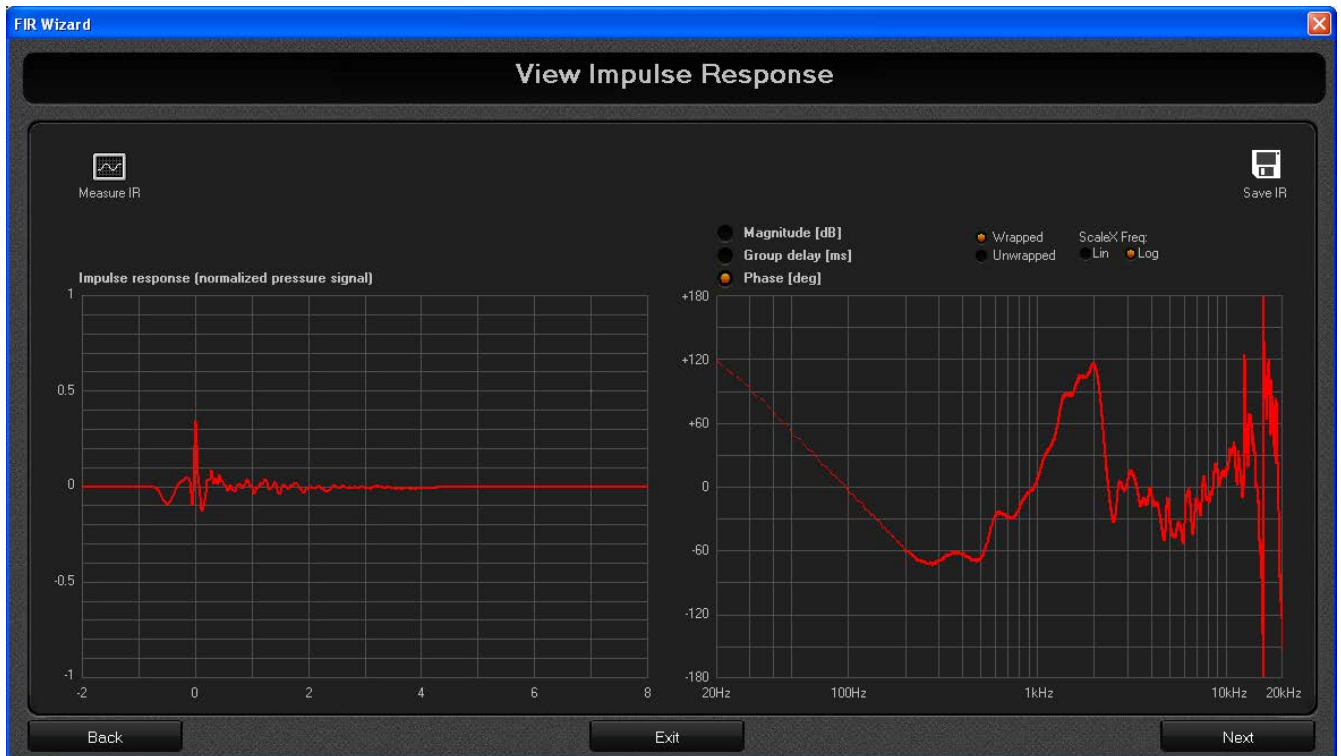 FIR Wizard
View Impulse Response
Measure IR
Save IR
Magnitude [dB]
Group delay [ms]
Phase [deg]
Wrapped
Unwrapped
ScaleX Freq:
Lin Log
Impulse response (normalized pressure signal)
1
0.5
0
-0.5
-1
-2 0 2 4 6 8
+180
+120
+60
0
-60
-120
-180
20Hz 100Hz 1kHz 10kHz 20kHz
Back Exit Next